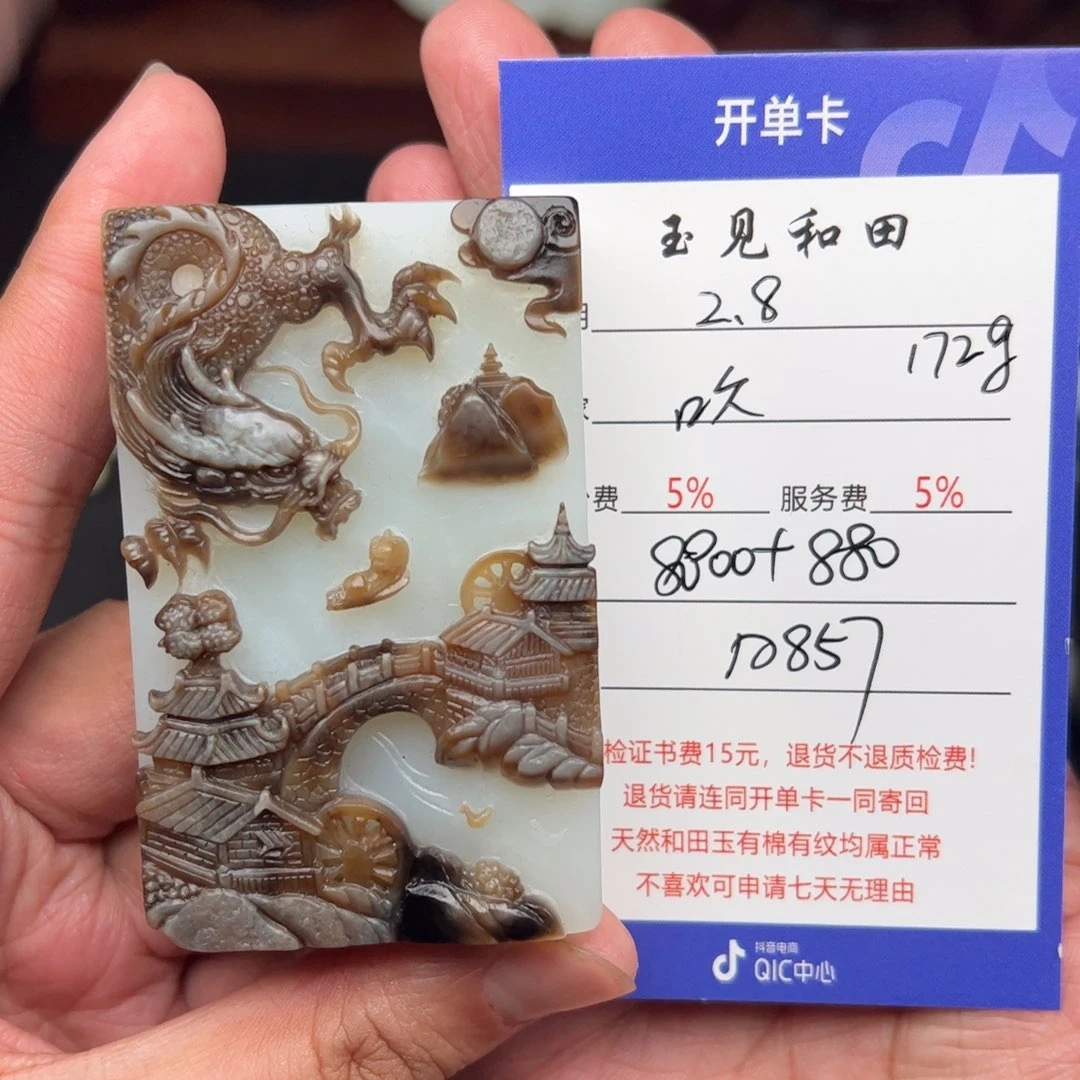 开单卡
玉见和田
2.8
172g
吹
费 5% 服务费 5%
8800+880
857
检证书费15元，退货不退质检费！
退货请连同开单卡一同寄回
天然和田玉有棉有纹均属正常
不喜欢可申请七天无理由
抖音电商
QIC中心